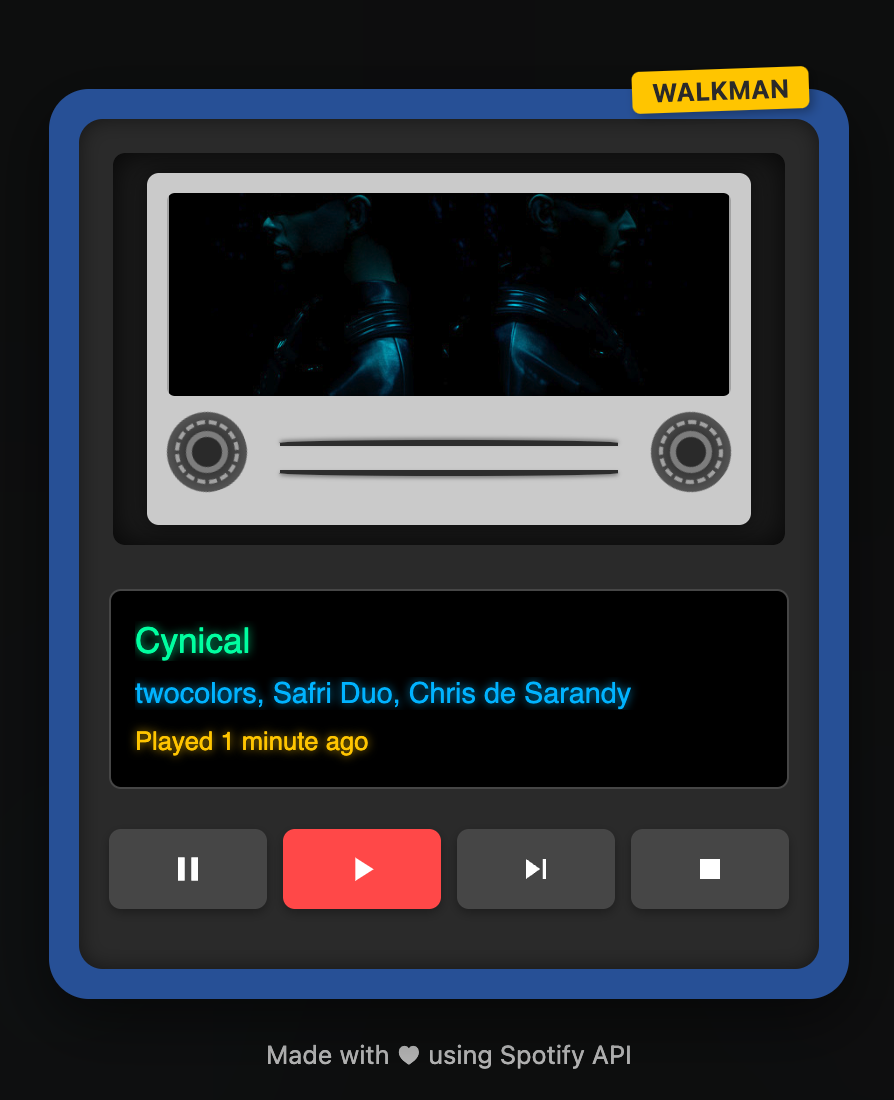 WALKMAN
Cynical
twocolors, Safri Duo, Chris de Sarandy
Played 1 minute ago
Made with ♥ using Spotify API